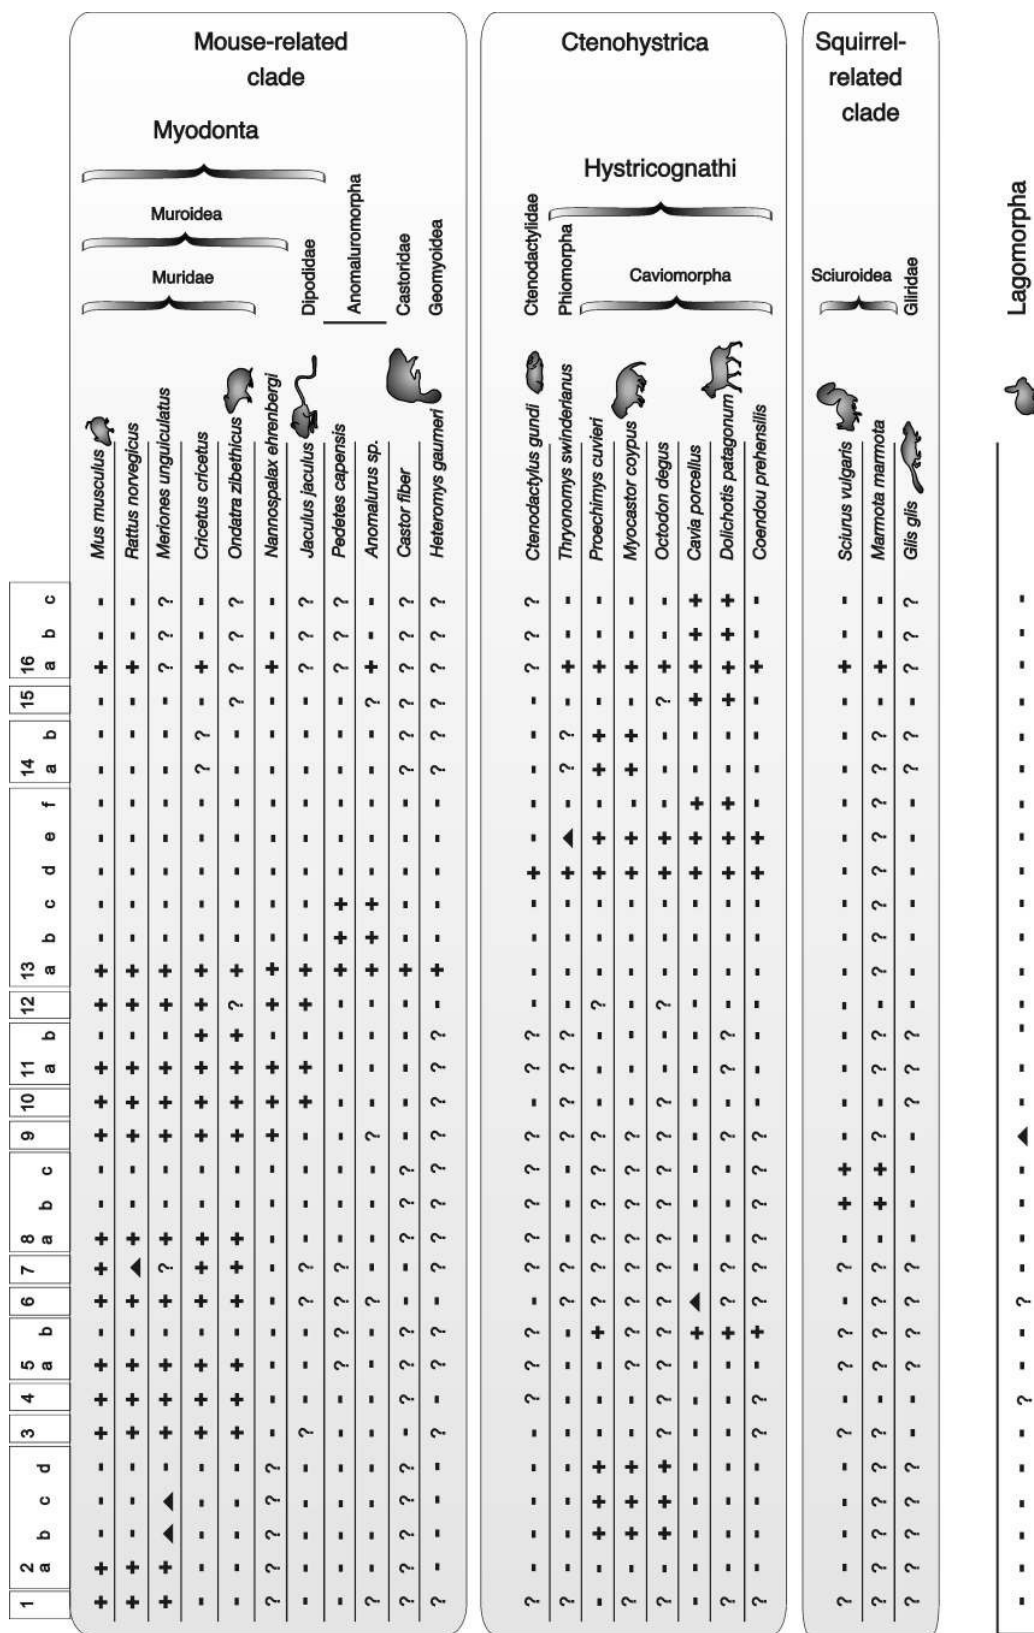 Mouse-related
clade
Myodonta
Muroidea
Muridae
Dipodidae
Anomaluromorpha
Castoridae
Geomyoidea
Ctenohystrica
Hystricognathi
Ctenodactylidae
Phiomorpha
Caviomorpha
Squirrel-
related
clade
Sciuroidea
Gliridae
Lagomorpha
1 2 3 4 5 6 7 8 9 10 11 12 13 14 15 16
a b c d a b a b c a b a b c d e f a b a b c
+ + - - - + + + - + + + - - + + + - + + - - - - - - - - + - - Mus musculus
+ + - - - + + + - + ▲ + - - + + + - + + - - - - - - - - + - - Rattus norvegicus
+ + ▲ ▲ - + + + - + ? + - - + + + - + + - - - - - - - - ? ? ? Meriones unguiculatus
- - - - - + + + - + + + - - + + + + + + - - - - - ? ? - + - - Cricetus cricetus
- - - - - + + + - + + + - - + + + + ? + - - - - - - - ? ? ? ? Ondatra zibethicus
? ? ? ? ? - - - - - - - - - + + + - + + - - - - - - - - + - - Nannospalax ehrenbergi
- - - - - ? - - - ? ? - - - - + + - + + - - - - - - - - ? ? ? Jaculus jaculus
- - - - - - - ? ? ? ? - - - - - - - - + + + - - - - - - ? ? ? Pedetes capensis
? - - - - - - - - ? - - - - ? - - - - + + + - - - - - ? + - - Anomalurus sp.
? ? ? ? ? - ? ? ? - - ? ? ? - - - - - + - - - - - ? ? ? ? ? ? Castor fiber
? - - - - ? - ? ? - ? ? ? ? ? ? ? ? - + - - - - - ? ? ? ? ? ? Heteromys gaumeri
? - - - - - ? ? ? - ? ? ? ? ? - ? ? - - - - + - - - - - ? ? ? Ctenodactylus gundi
? - - - - - - - - ? ? - - - ? ? ? ? - - - - + ▲ - ? ? - + - - Thryonomys swinderianus
- - + + + - - - + ? ? ? ? ? ? - - - ? - - - + + - + + - + - - Proechimys cuvieri
? - + + + - - ? ? ? ? ? ? ? ? - - - - - - - + + - + + - + - - Myocastor coypus
? - + + + ? ? ? ? ? ? ? ? ? ? ? - - ? - - - + + - - - ? + - - Octodon degus
- - - - - - - - + ▲ - - - - - - - - - - - - + + + - - + + + + Cavia porcellus
? - - - - - - - + ? ? - - - ? - ? ? - - - - + + + - - + + + + Dolichotis patagonum
? - - - - ? ? - + ? ? ? ? ? ? - - - - - - - + + - - - - + - - Coendou prehensilis
? - - - - ? - ? ? - ? - + + - - - - - - - - - - - - - - + - - Sciurus vulgaris
? ? ? ? ? - - ? ? ? ? - + + ? - ? ? - ? ? ? ? ? ? ? ? - + - - Marmota marmota
? ? ? ? ? - - ? ? ? ? - - - - ? ? ? - - - - - - - ? ? - ? ? ? Glis glis
- - - - - - ? - - ? - - - - ▲ - - - - - - - - - - - - - - - -